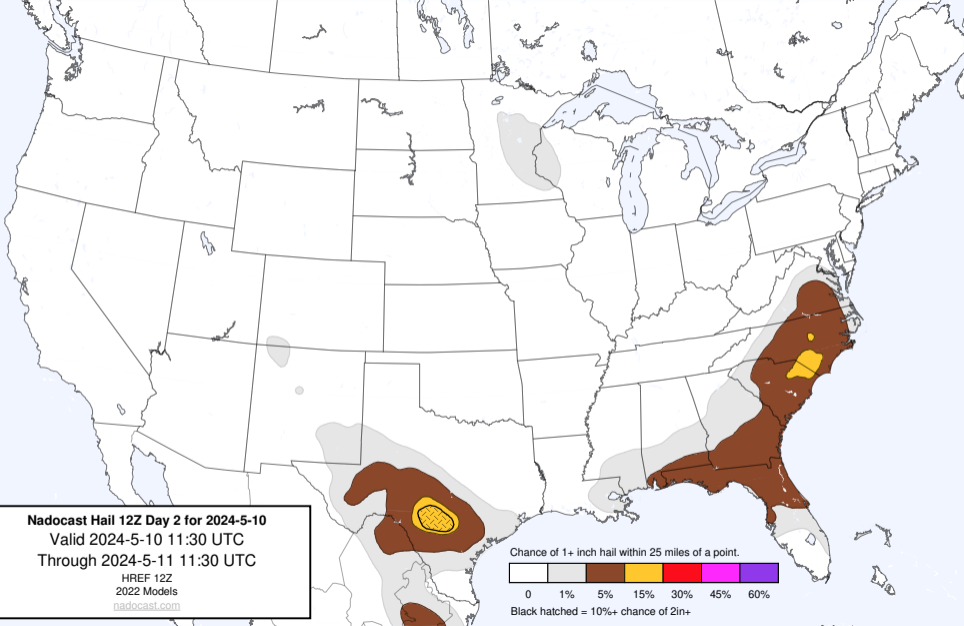 Nadocast Hail 12Z Day 2 for 2024-5-10
Valid 2024-5-10 11:30 UTC
Through 2024-5-11 11:30 UTC
HREF 12Z
2022 Models
nadocast.com
Chance of 1+ inch hail within 25 miles of a point.
0 1% 5% 15% 30% 45% 60%
Black hatched = 10%+ chance of 2in+